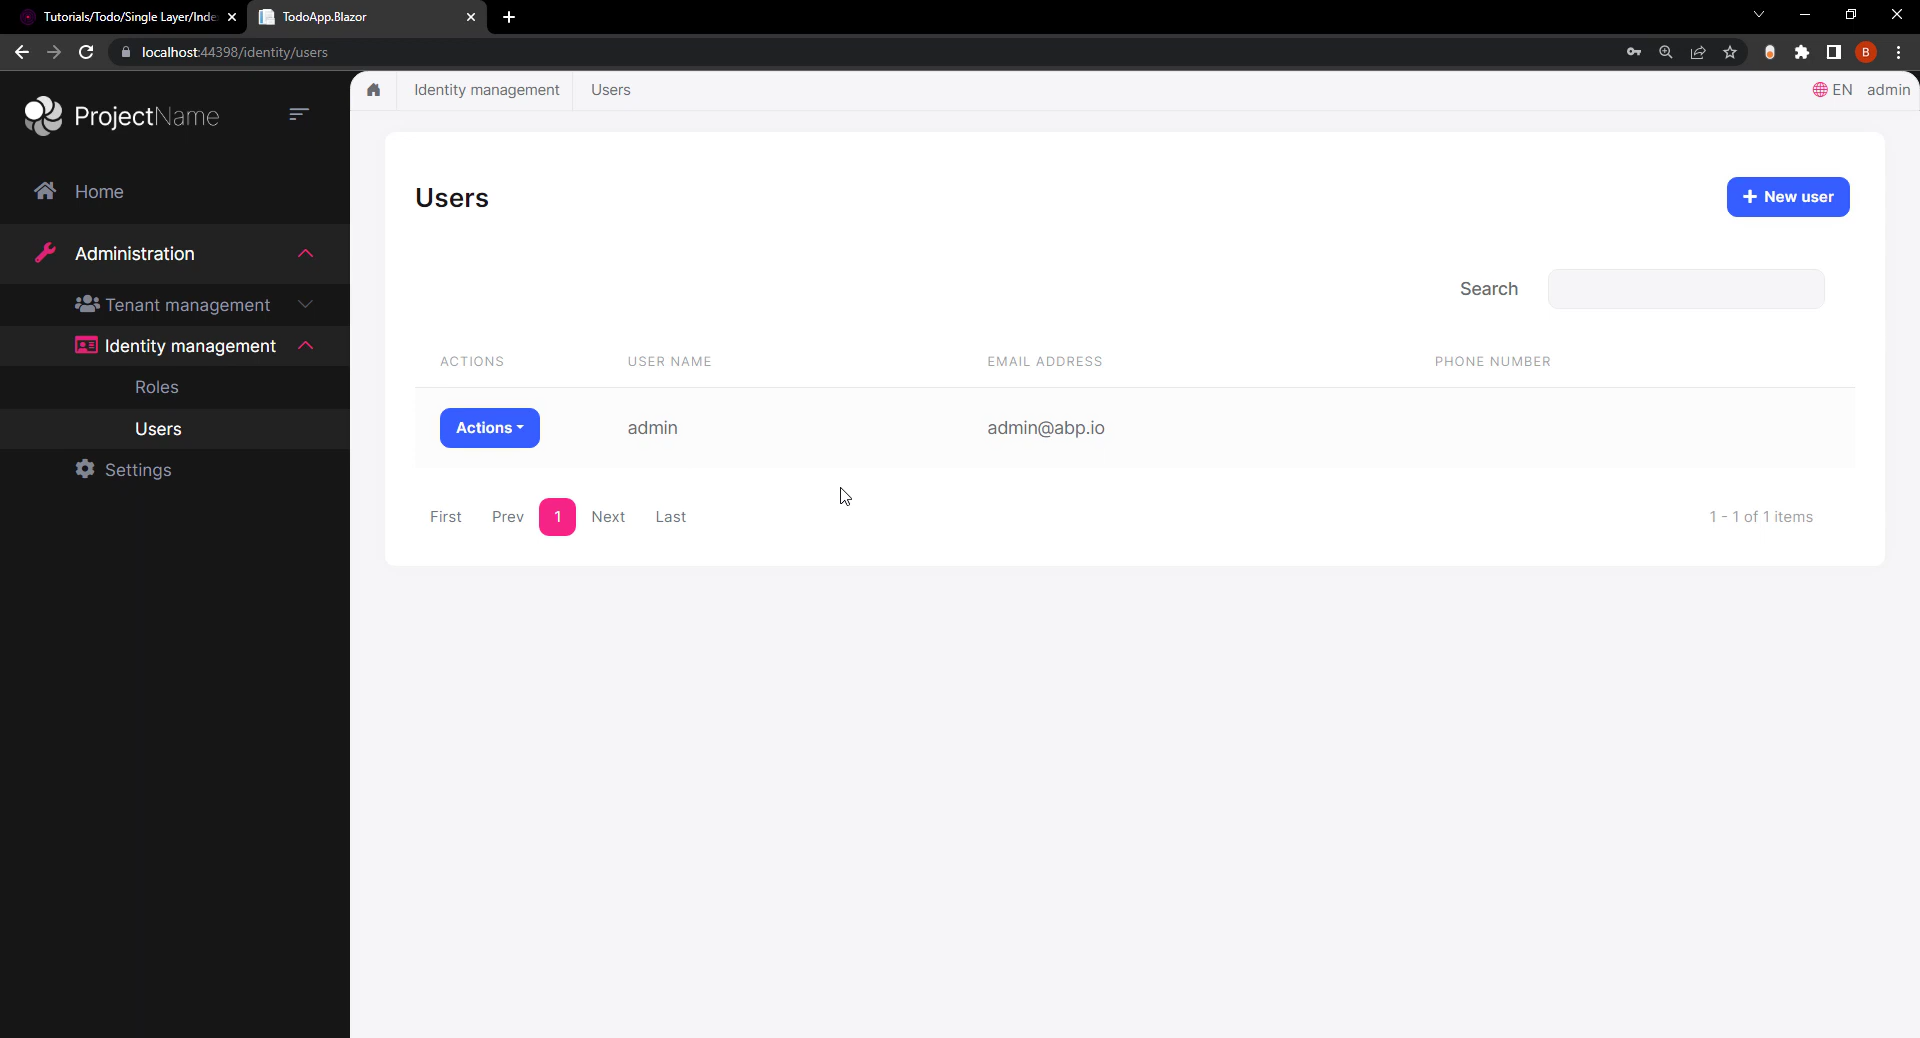 Tutorials/Todo/Single Layer/Inde
TodoApp.Blazor
localhost:44398/identity/users
B
ProjectName
Home
Administration
Tenant management
Identity management
Roles
Users
Settings
Identity management
Users
EN
admin
Users
+ New user
Search
ACTIONS
USER NAME
EMAIL ADDRESS
PHONE NUMBER
Actions
admin
admin@abp.io
First
Prev
1
Next
Last
1 - 1 of 1 items